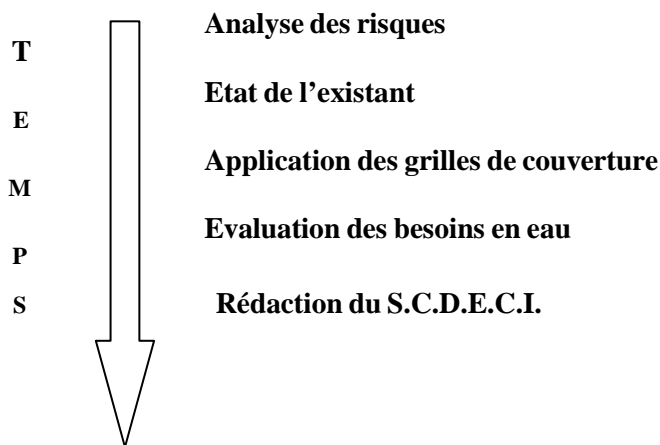 Analyse des risques
T
Etat de l’existant
E
Application des grilles de couverture
M
Evaluation des besoins en eau
P
S
Rédaction du S.C.D.E.C.I.